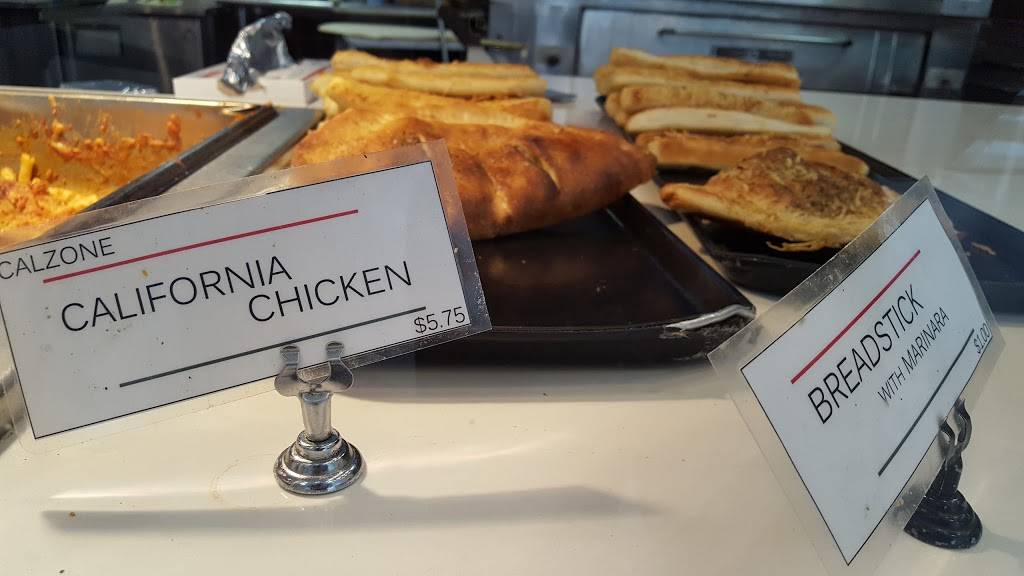 CALZONE
CALIFORNIA
CHICKEN
$5.75
BREADSTICK
WITH MARINARA
$1.00